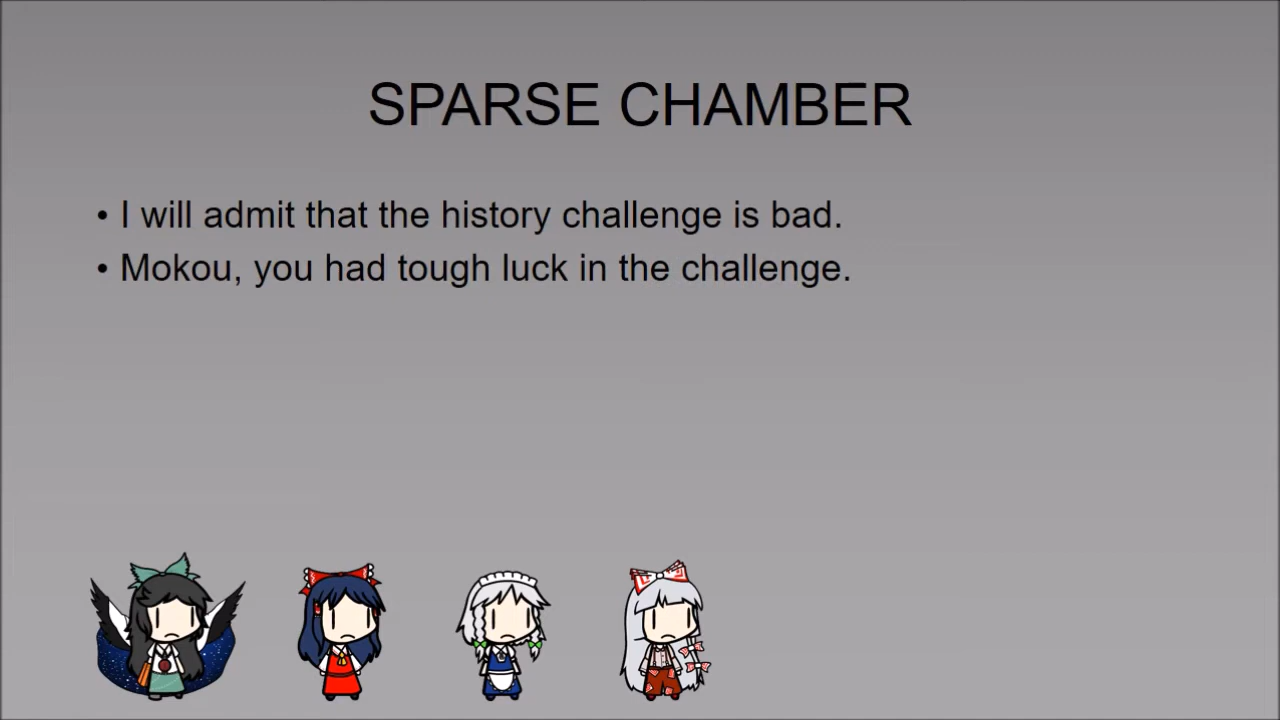 SPARSE CHAMBER
• I will admit that the history challenge is bad.
• Mokou, you had tough luck in the challenge.